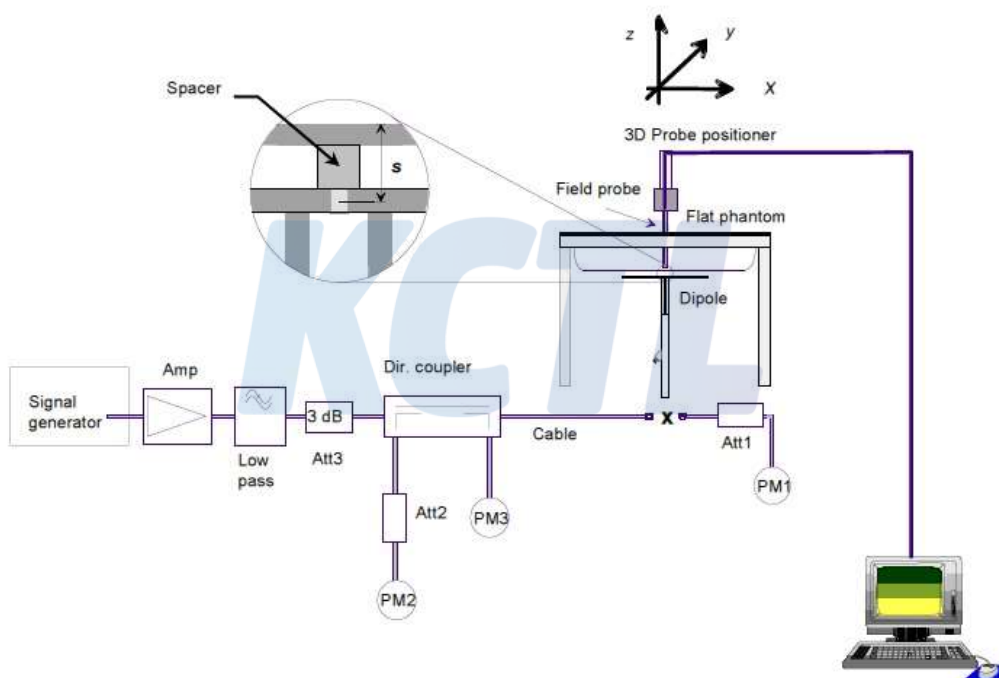 z
y
X
Spacer
3D Probe positioner
s
Field probe
Flat phantom
KCTL
Dipole
Dir. coupler
Amp
Signal
generator
3 dB
Cable
x
Att1
Low
pass
Att3
PM1
Att2
PM3
PM2